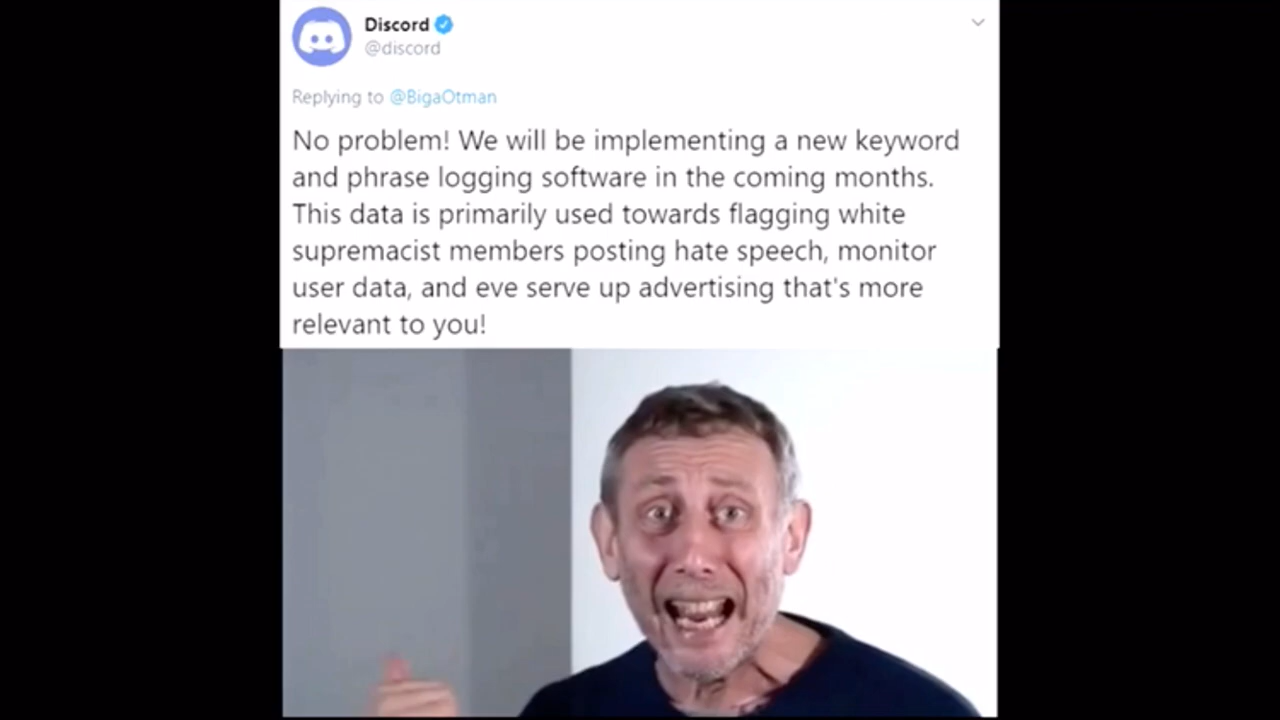 Discord
@discord
Replying to @BigaOtman
No problem! We will be implementing a new keyword
and phrase logging software in the coming months.
This data is primarily used towards flagging white
supremacist members posting hate speech, monitor
user data, and eve serve up advertising that's more
relevant to you!